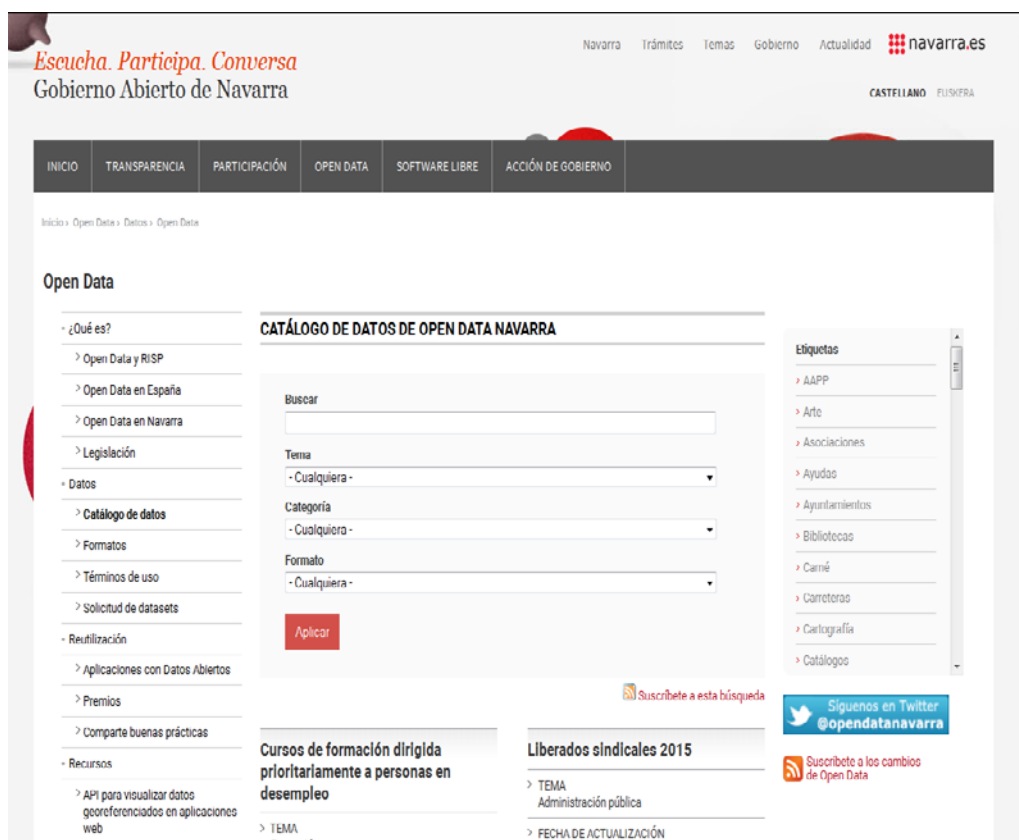 Escucha. Participa. Conversa
Gobierno Abierto de Navarra
Navarra Trámites Temas Gobierno Actualidad navarra.es
CASTELLANO EUSKERA
INICIO TRANSPARENCIA PARTICIPACIÓN OPEN DATA SOFTWARE LIBRE ACCIÓN DE GOBIERNO
Inicio › Open Data › Datos › Open Data
Open Data
- ¿Qué es?
> Open Data y RISP
> Open Data en España
> Open Data en Navarra
> Legislación
- Datos
> Catálogo de datos
> Formatos
> Términos de uso
> Solicitud de datasets
- Reutilización
> Aplicaciones con Datos Abiertos
> Premios
> Comparte buenas prácticas
- Recursos
> API para visualizar datos
georeferenciados en aplicaciones
web
CATÁLOGO DE DATOS DE OPEN DATA NAVARRA
Buscar
Tema
- Cualquiera -
Categoría
- Cualquiera -
Formato
- Cualquiera -
Aplicar
Suscríbete a esta búsqueda
Cursos de formación dirigida
prioritariamente a personas en
desempleo
> TEMA
Liberados sindicales 2015
> TEMA
Administración pública
> FECHA DE ACTUALIZACIÓN
Etiquetas
> AAPP
> Arte
> Asociaciones
> Ayudas
> Ayuntamientos
> Bibliotecas
> Carné
> Carreteras
> Cartografía
> Catálogos
Síguenos en Twitter
@opendatanavarra
Suscríbete a los cambios
de Open Data